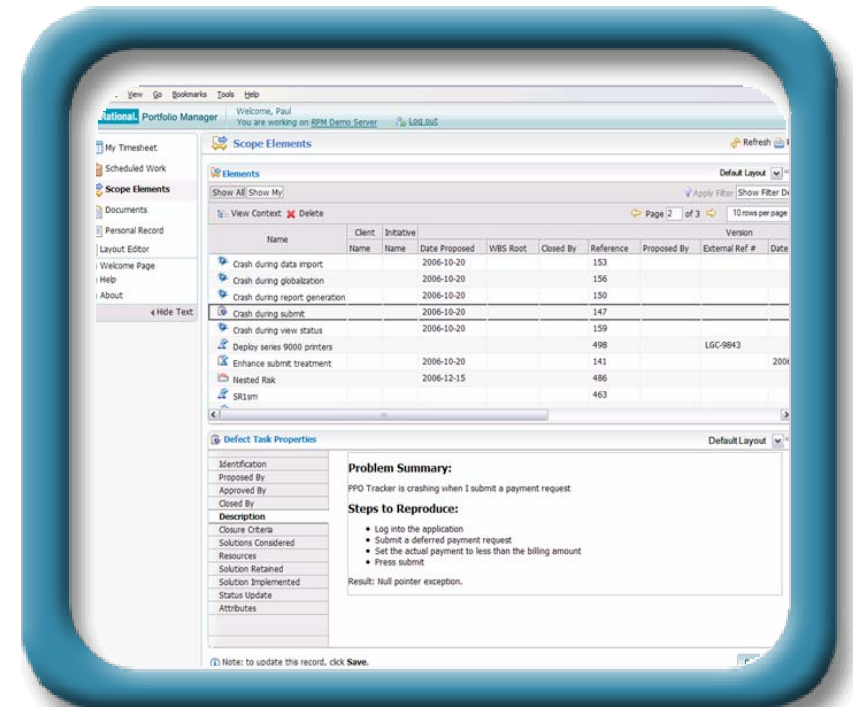 View Go Bookmarks Tools Help
Rational. Portfolio Manager
Welcome, Paul
You are working on RPM Demo Server Log out
My Timesheet
Scheduled Work
Scope Elements
Documents
Personal Record
Layout Editor
Welcome Page
Help
About
Hide Text
Scope Elements
Refresh
Elements
Default Layout
Show All Show My
Apply Filter Show Filter De
View Context Delete
Page 2 of 3 10 rows per page
Name Client Name Initiative Name Date Proposed WBS Root Closed By Reference Proposed By Version External Ref # Date
Crash during data import 2006-10-20 153
Crash during globalization 2006-10-20 156
Crash during report generation 2006-10-20 150
Crash during submit 2006-10-20 147
Crash during view status 2006-10-20 159
Deploy series 9000 printers 498 LGC-9843
Enhance submit treatment 2006-10-20 141 2006
Nested Risk 2006-12-15 486
SR1sm 463
Defect Task Properties
Default Layout
Identification
Proposed By
Approved By
Closed By
Description
Closure Criteria
Solutions Considered
Resources
Solution Retained
Solution Implemented
Status Update
Attributes
Problem Summary:
PPO Tracker is crashing when I submit a payment request
Steps to Reproduce:
• Log into the application
• Submit a deferred payment request
• Set the actual payment to less than the billing amount
• Press submit
Result: Null pointer exception.
Note: to update this record, click Save.